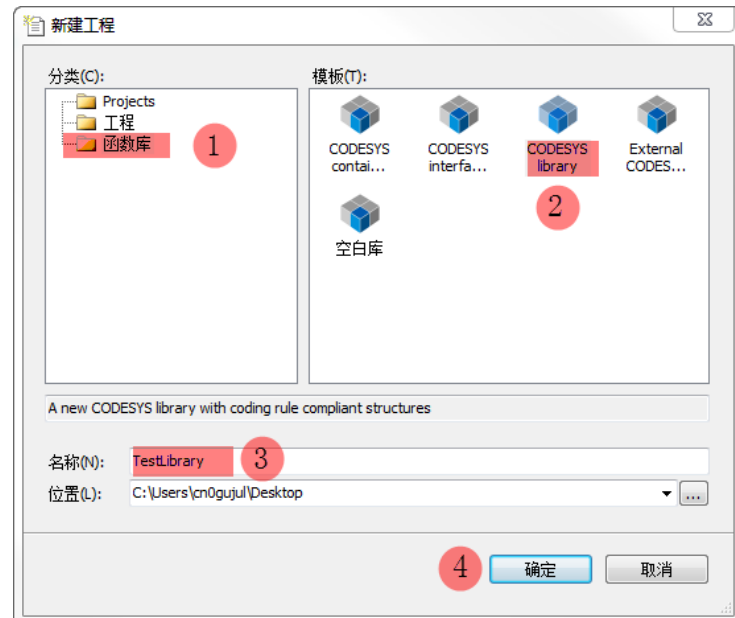 新建工程
分类(C):
模板(T):
Projects
工程
函数库
1
CODESYS
contai...
CODESYS
interfa...
CODESYS
library
External
CODES...
2
空白库
A new CODESYS library with coding rule compliant structures
名称(N):
TestLibrary
3
位置(L):
C:\Users\cn0gujul\Desktop
...
4
确定
取消